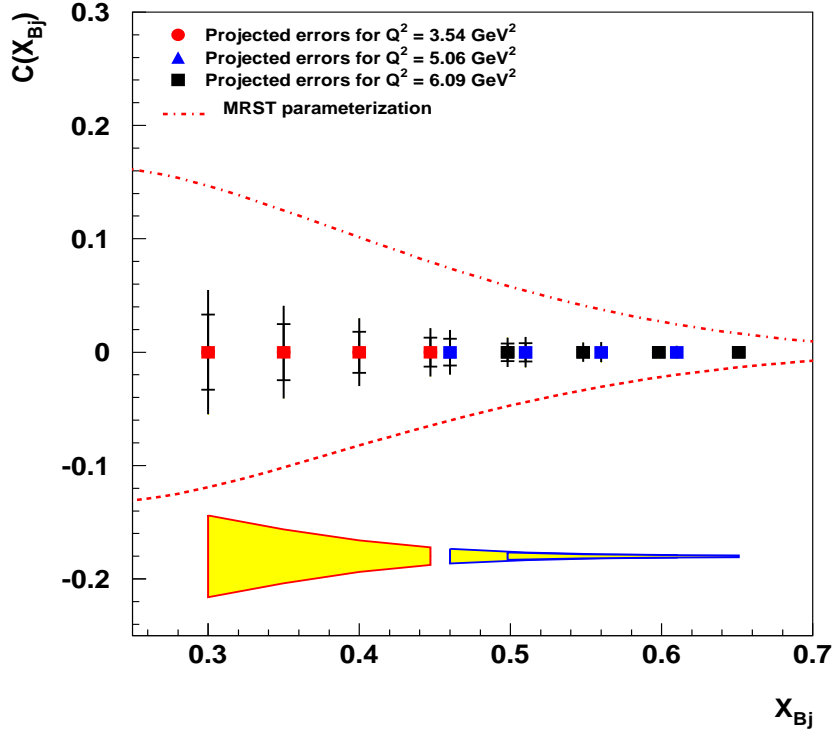 C(X_Bj)
0.3
0.2
0.1
0
-0.1
-0.2
Projected errors for Q² = 3.54 GeV²
Projected errors for Q² = 5.06 GeV²
Projected errors for Q² = 6.09 GeV²
MRST parameterization
0.3 0.4 0.5 0.6 0.7
X_Bj